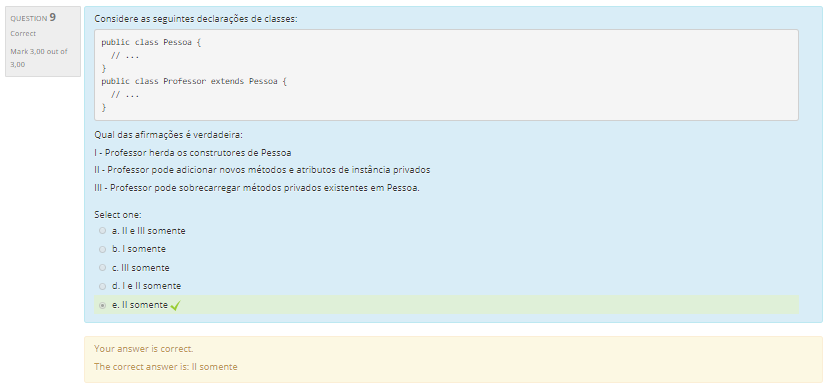 QUESTION 9
Correct
Mark 3,00 out of
3,00
Considere as seguintes declarações de classes:
public class Pessoa {
// ...
}
public class Professor extends Pessoa {
// ...
}
Qual das afirmações é verdadeira:
I - Professor herda os construtores de Pessoa
II - Professor pode adicionar novos métodos e atributos de instância privados
III - Professor pode sobrecarregar métodos privados existentes em Pessoa.
Select one:
a. II e III somente
b. I somente
c. III somente
d. I e II somente
e. II somente
Your answer is correct.
The correct answer is: II somente